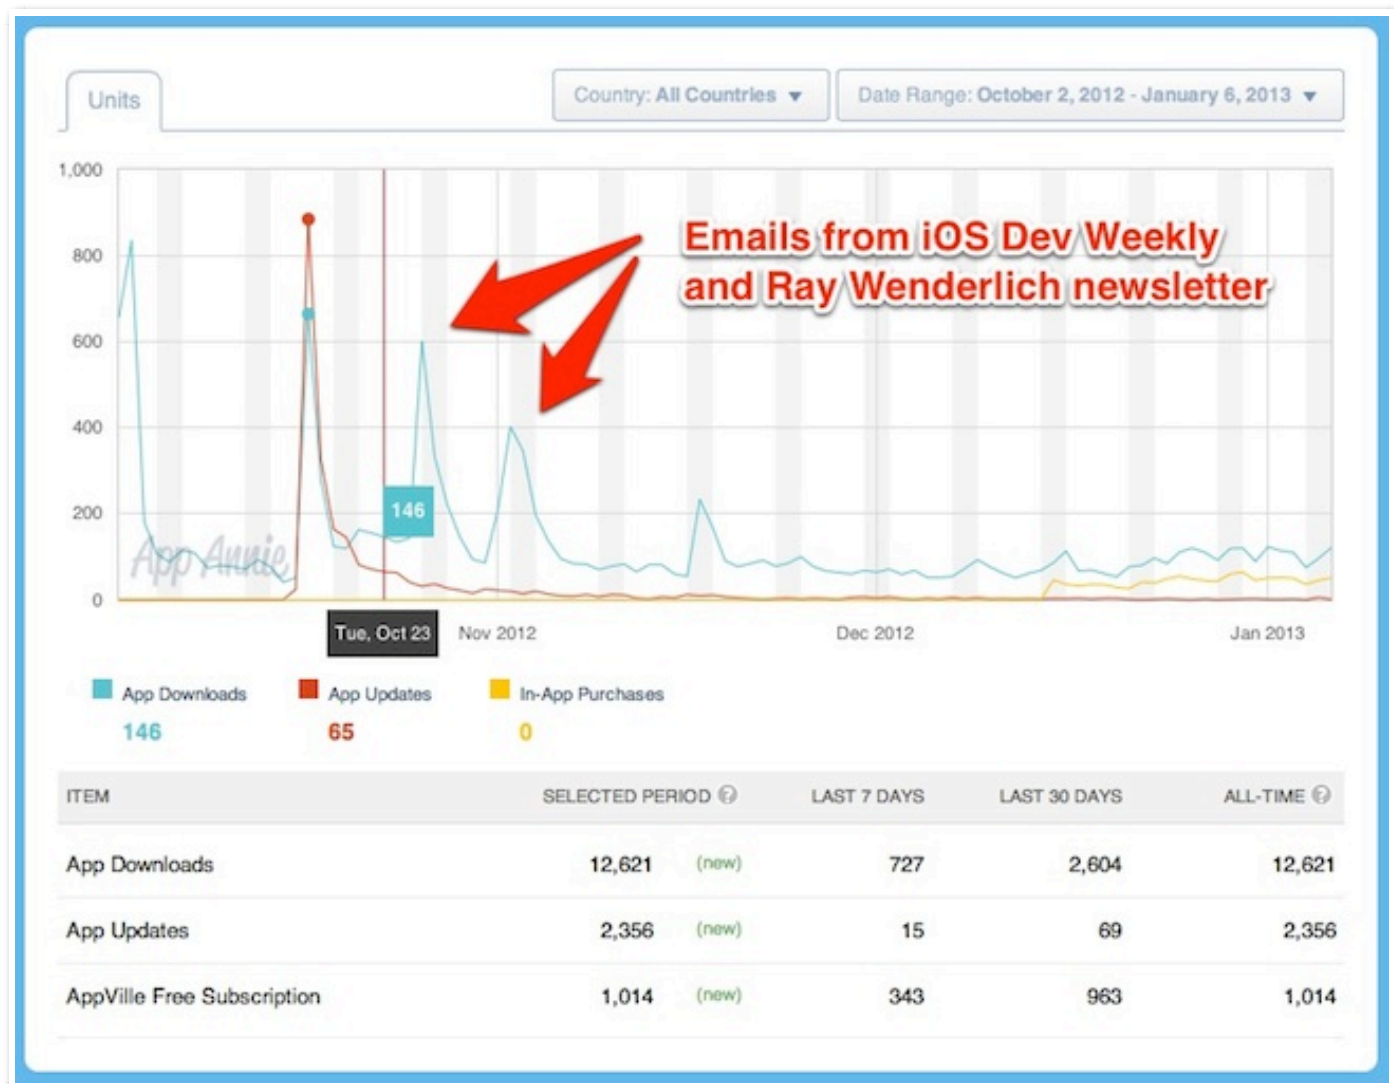 Units
Country: All Countries ▼
Date Range: October 2, 2012 - January 6, 2013 ▼
1,000
800
600
400
200
0
Emails from iOS Dev Weekly
and Ray Wenderlich newsletter
146
App Annie
Tue, Oct 23
Nov 2012
Dec 2012
Jan 2013
App Downloads
146
App Updates
65
In-App Purchases
0
ITEM SELECTED PERIOD ? LAST 7 DAYS LAST 30 DAYS ALL-TIME ?
App Downloads 12,621 (new) 727 2,604 12,621
App Updates 2,356 (new) 15 69 2,356
AppVille Free Subscription 1,014 (new) 343 963 1,014